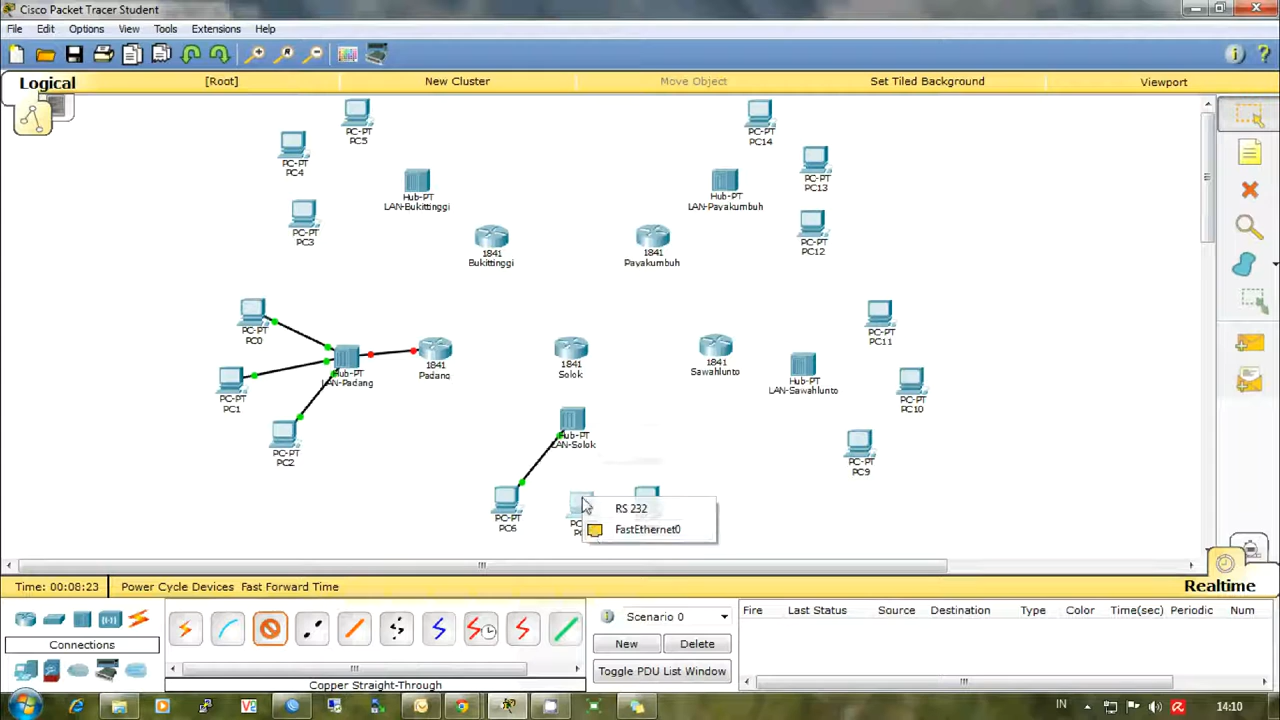 Cisco Packet Tracer Student
File Edit Options View Tools Extensions Help
Logical [Root] New Cluster Move Object Set Tiled Background Viewport
PC-PT
PC5
PC-PT
PC14
PC-PT
PC4
PC-PT
PC13
Hub-PT
LAN-Bukittinggi
Hub-PT
LAN-Payakumbuh
PC-PT
PC3
PC-PT
PC12
1841
Bukittinggi
1841
Payakumbuh
PC-PT
PC0
PC-PT
PC11
Hub-PT
LAN-Padang
1841
Padang
1841
Solok
1841
Sawahlunto
Hub-PT
LAN-Sawahlunto
PC-PT
PC1
PC-PT
PC10
PC-PT
PC2
Hub-PT
LAN-Solok
PC-PT
PC9
PC-PT
PC6
RS 232
FastEthernet0
Time: 00:08:23 Power Cycle Devices Fast Forward Time Realtime
Connections
Copper Straight-Through
Scenario 0
New Delete
Toggle PDU List Window
Fire Last Status Source Destination Type Color Time(sec) Periodic Num
IN 14:10